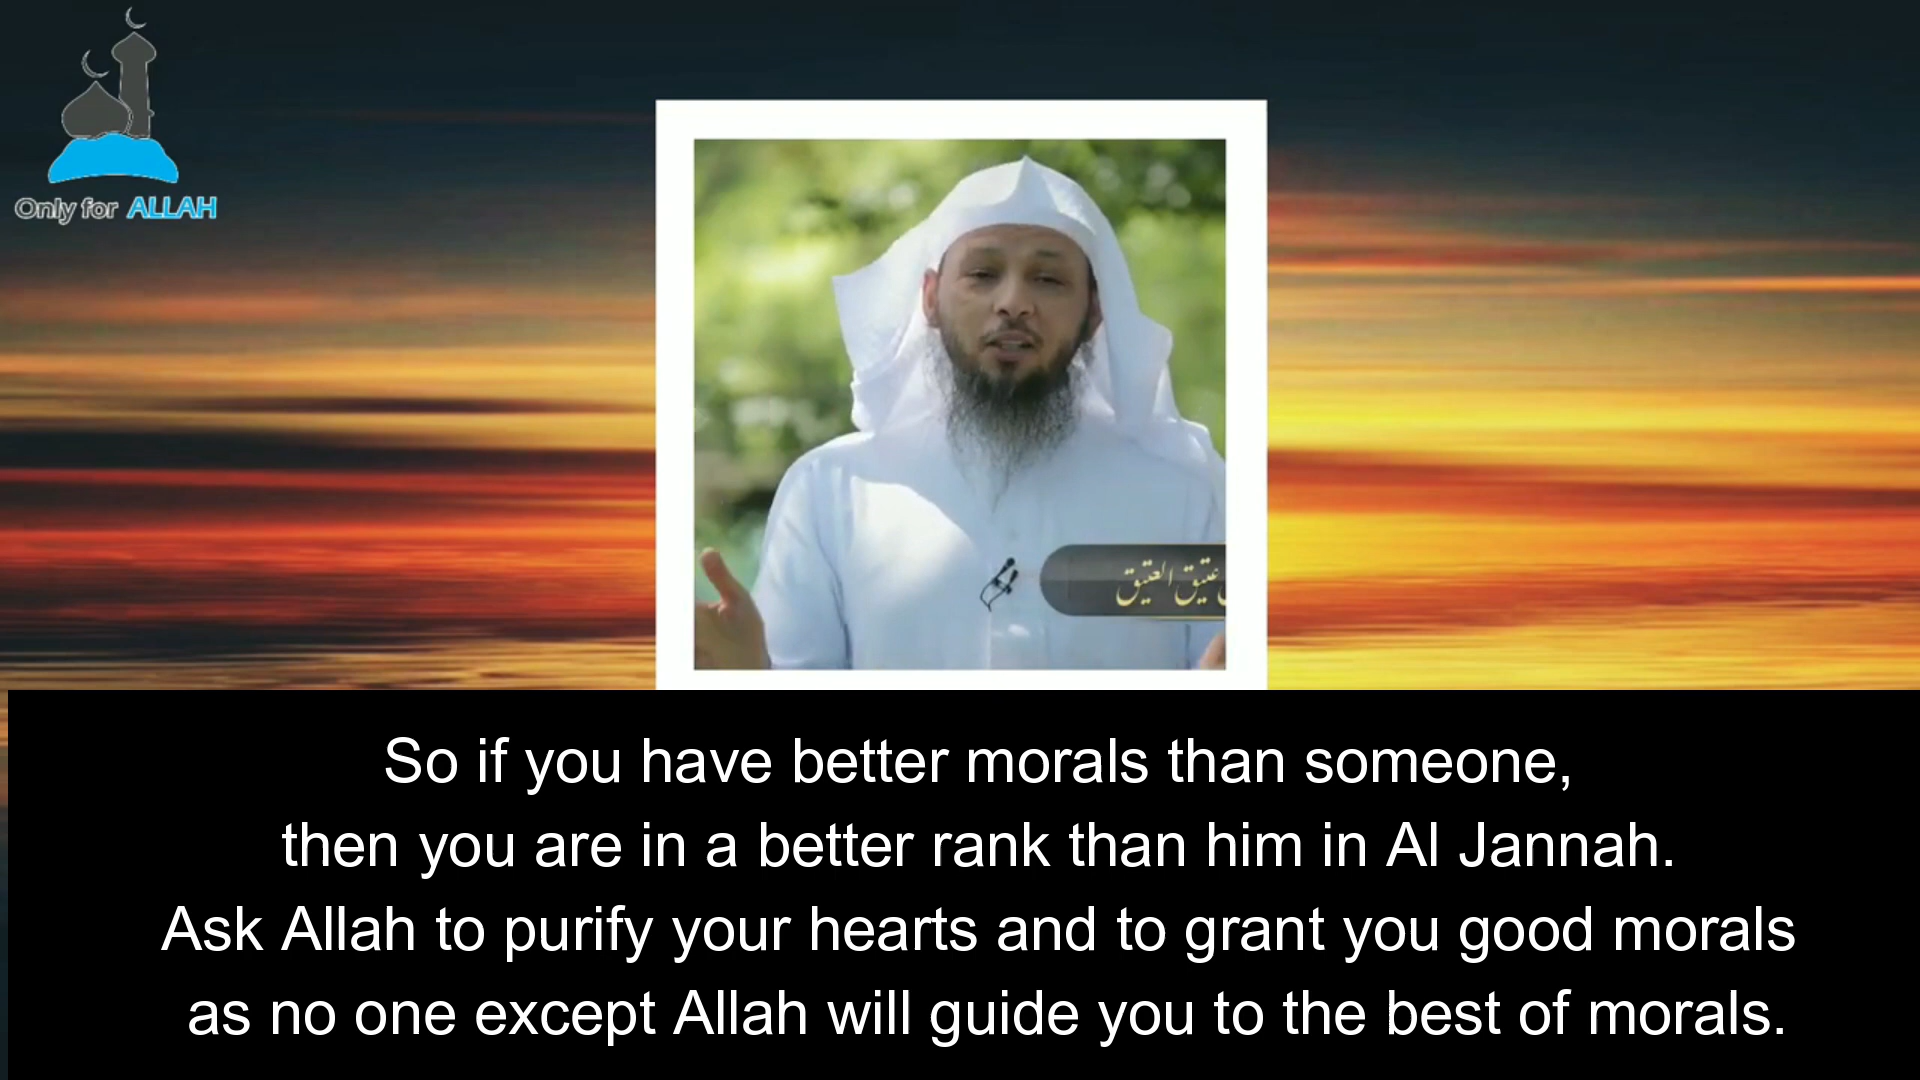 Only for ALLAH
عتيق العتيق
So if you have better morals than someone,
then you are in a better rank than him in Al Jannah.
Ask Allah to purify your hearts and to grant you good morals
as no one except Allah will guide you to the best of morals.